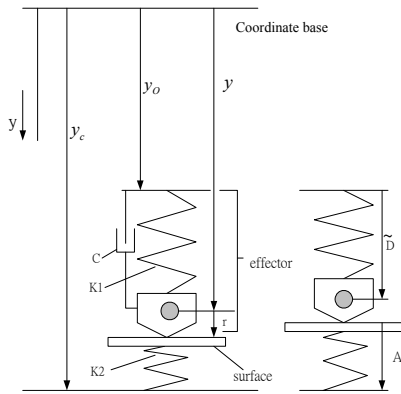 Coordinate base
y
y_o
y_c
y
C
K1
effector
D̃
r
K2
surface
A